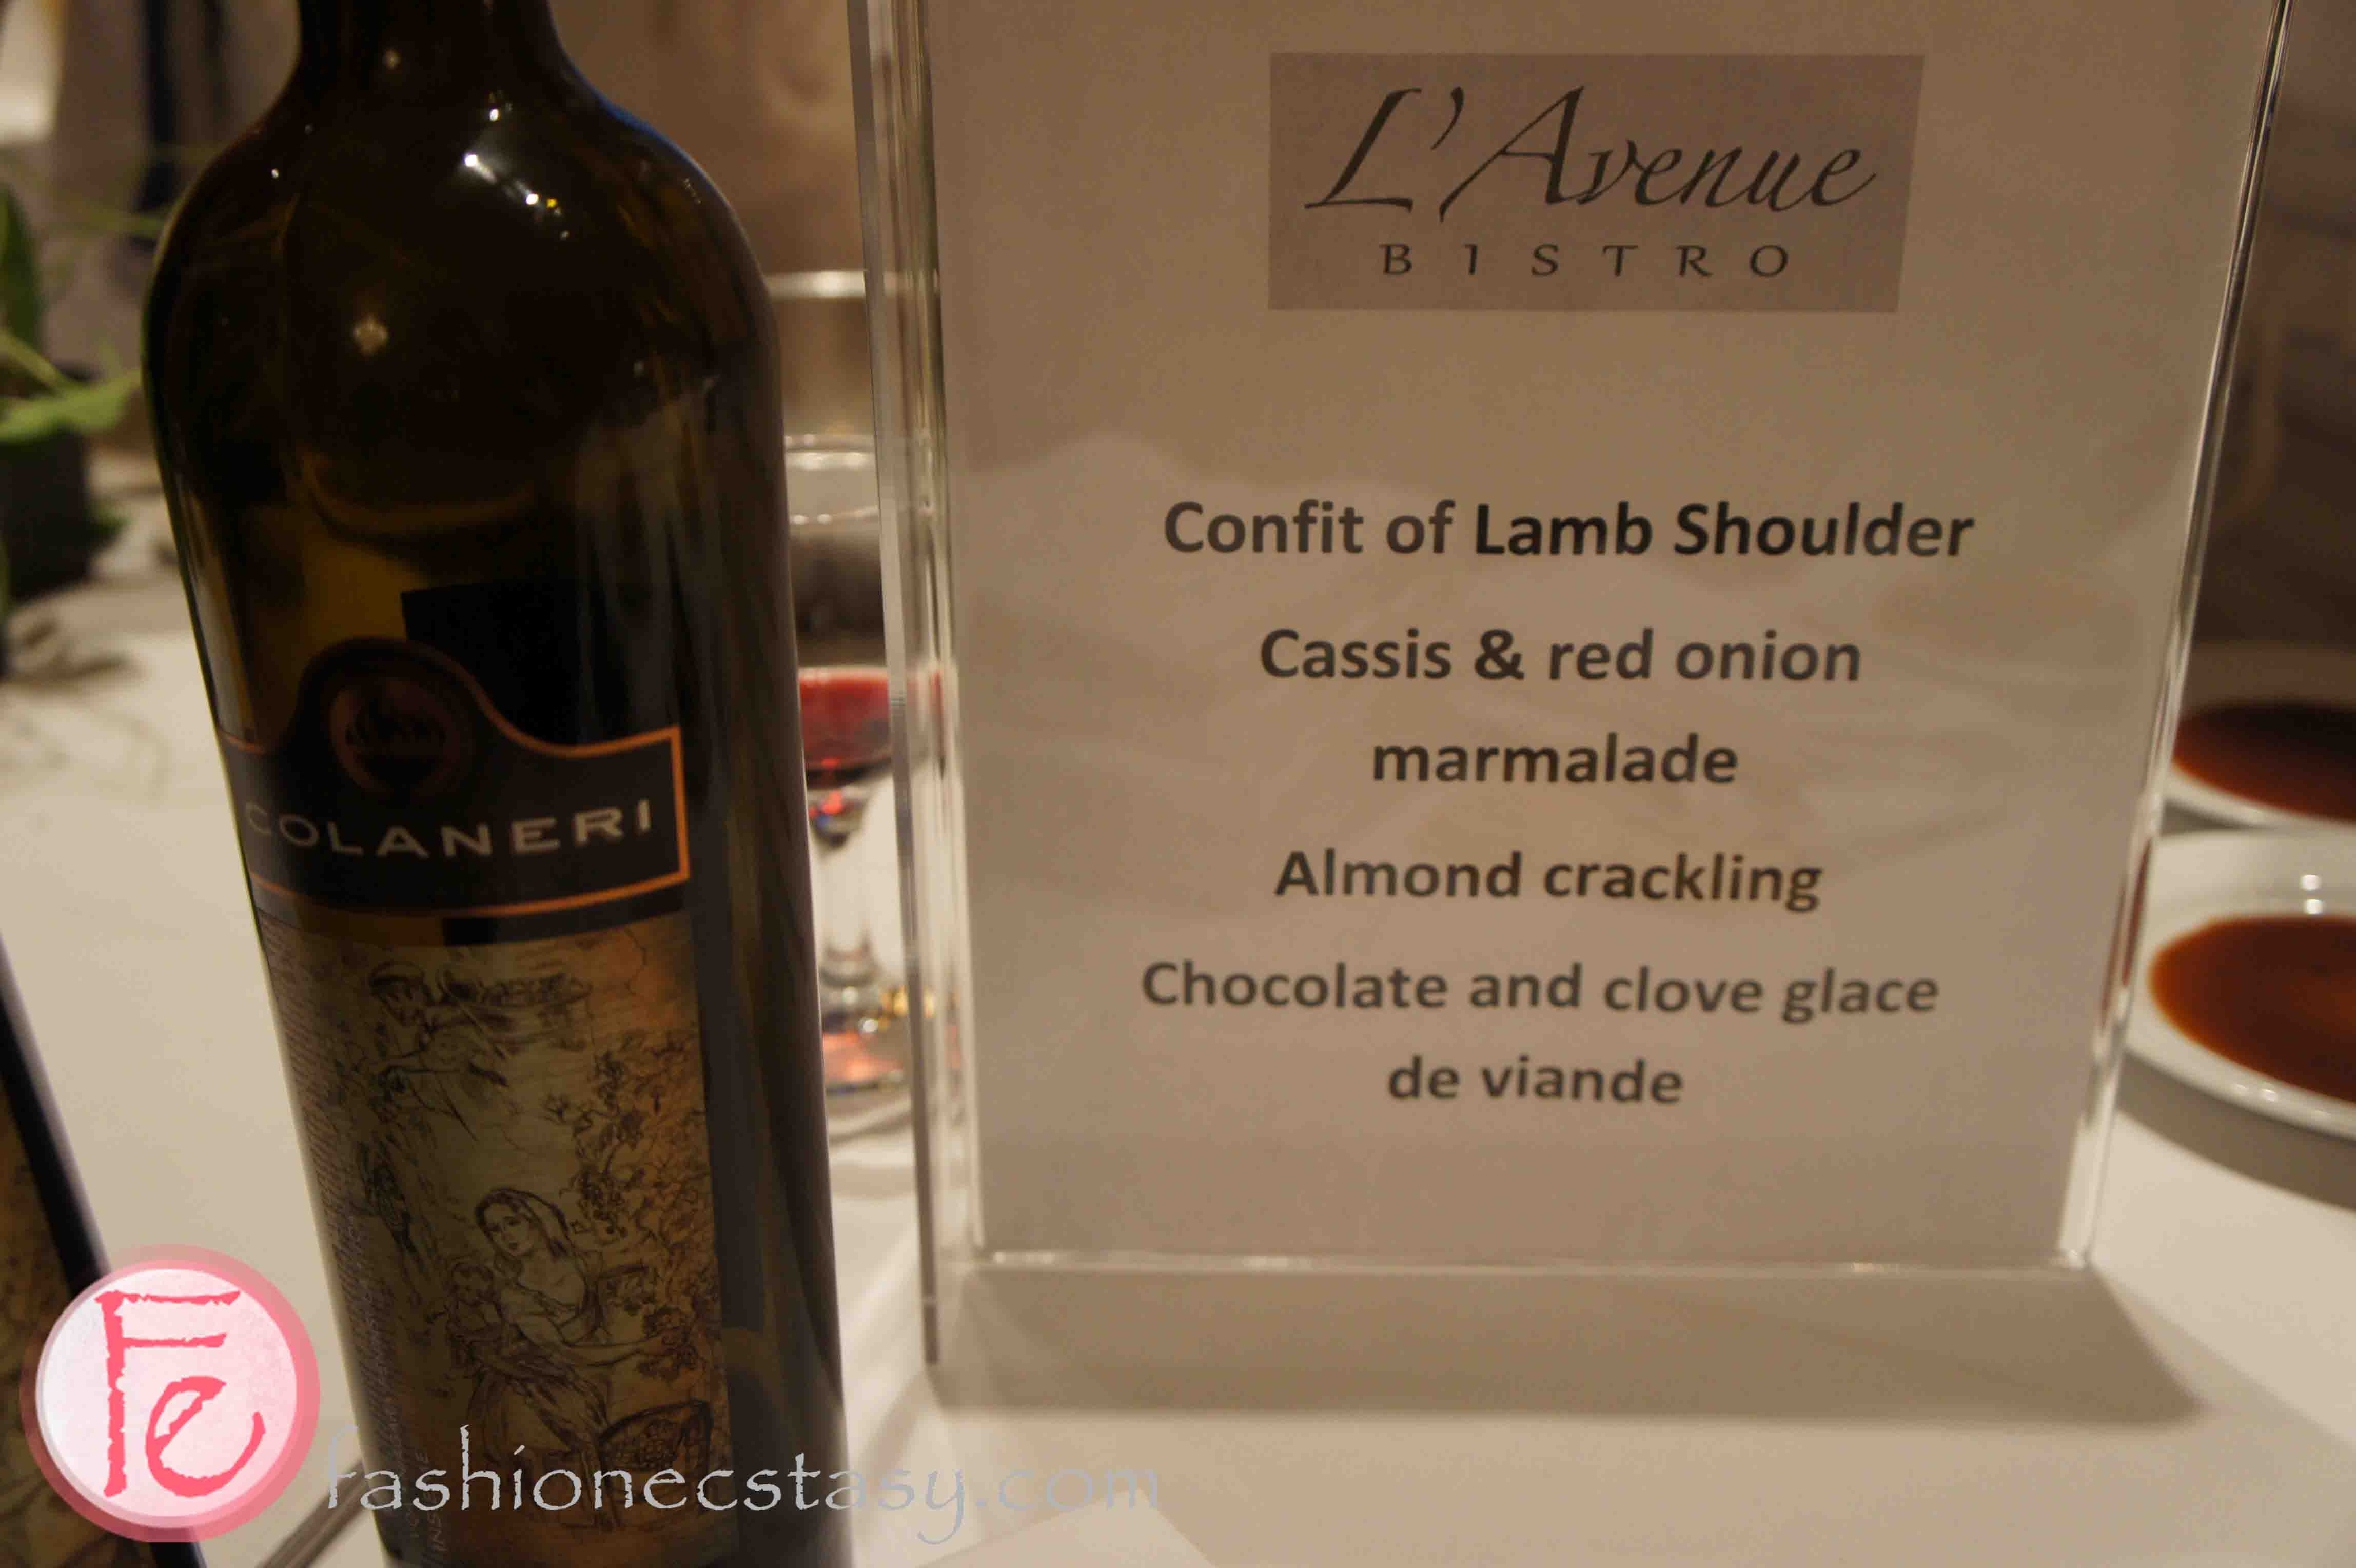 L'Avenue
BISTRO
Confit of Lamb Shoulder
Cassis & red onion
marmalade
Almond crackling
Chocolate and clove glace
de viande
COLANERI
Fe
fashionecstasy.com